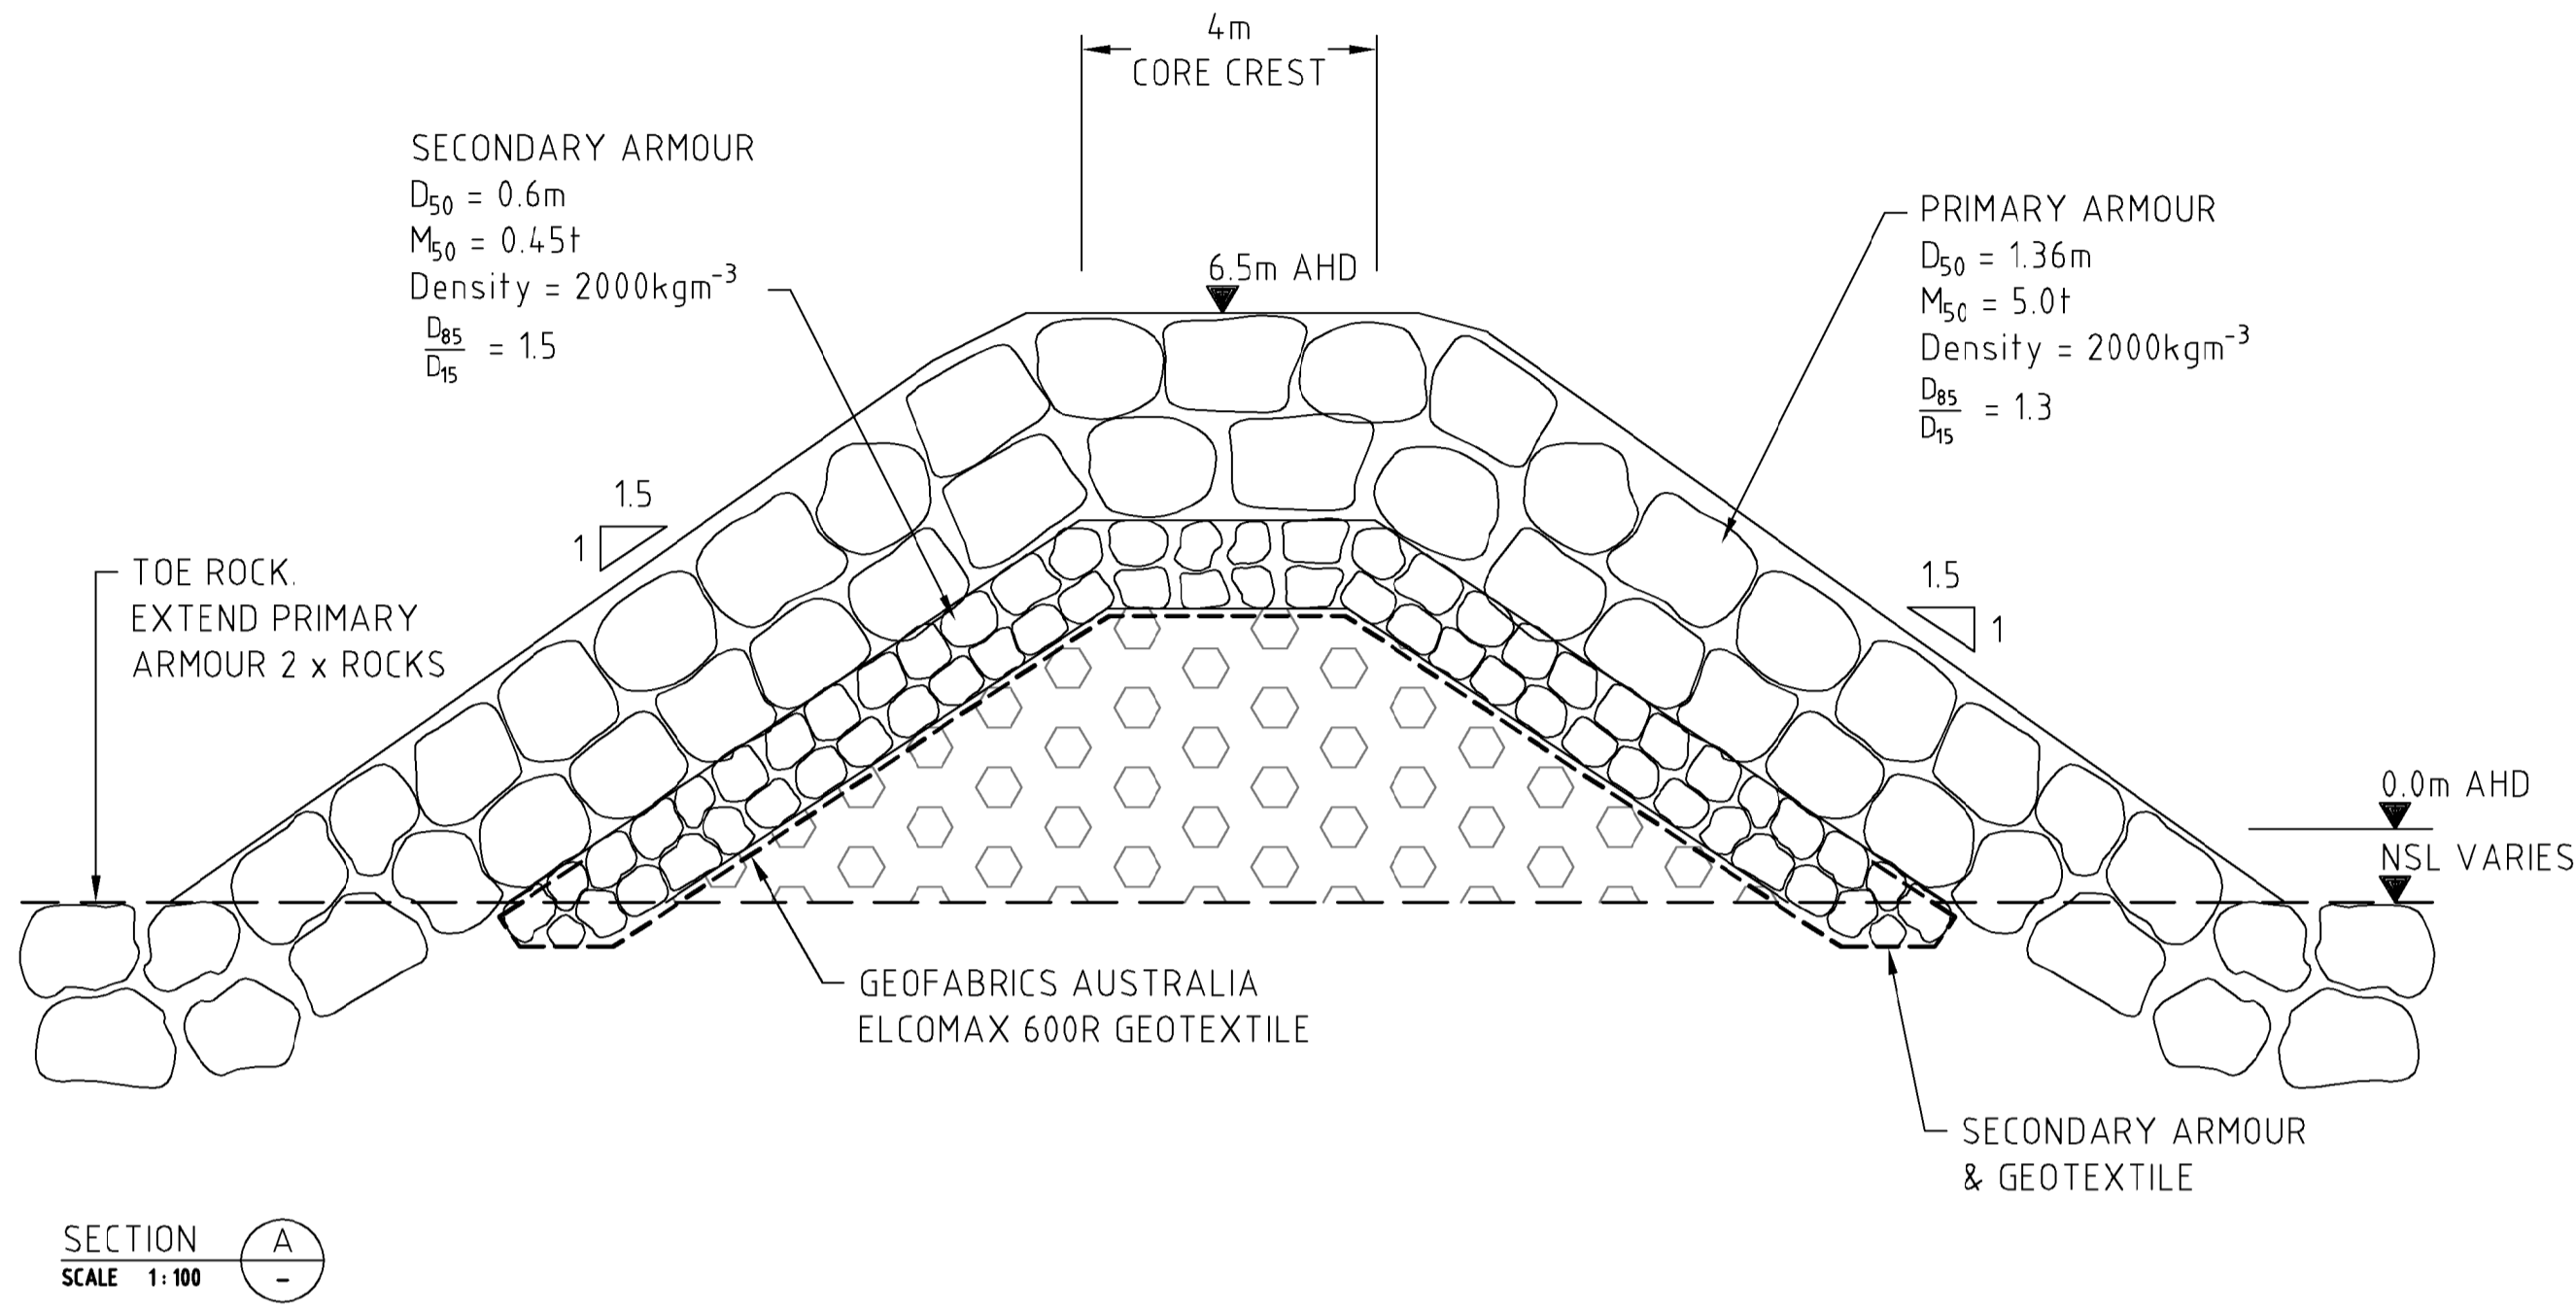 4m
CORE CREST
SECONDARY ARMOUR
D₅₀ = 0.6m
M₅₀ = 0.45t
Density = 2000kgm⁻³
D₈₅
D₁₅
= 1.5
PRIMARY ARMOUR
D₅₀ = 1.36m
M₅₀ = 5.0t
Density = 2000kgm⁻³
D₈₅
D₁₅
= 1.3
6.5m AHD
1.5
1
TOE ROCK.
EXTEND PRIMARY
ARMOUR 2 x ROCKS
1.5
1
0.0m AHD
NSL VARIES
GEOFABRICS AUSTRALIA
ELCOMAX 600R GEOTEXTILE
SECONDARY ARMOUR
& GEOTEXTILE
SECTION
A
SCALE 1:100
-